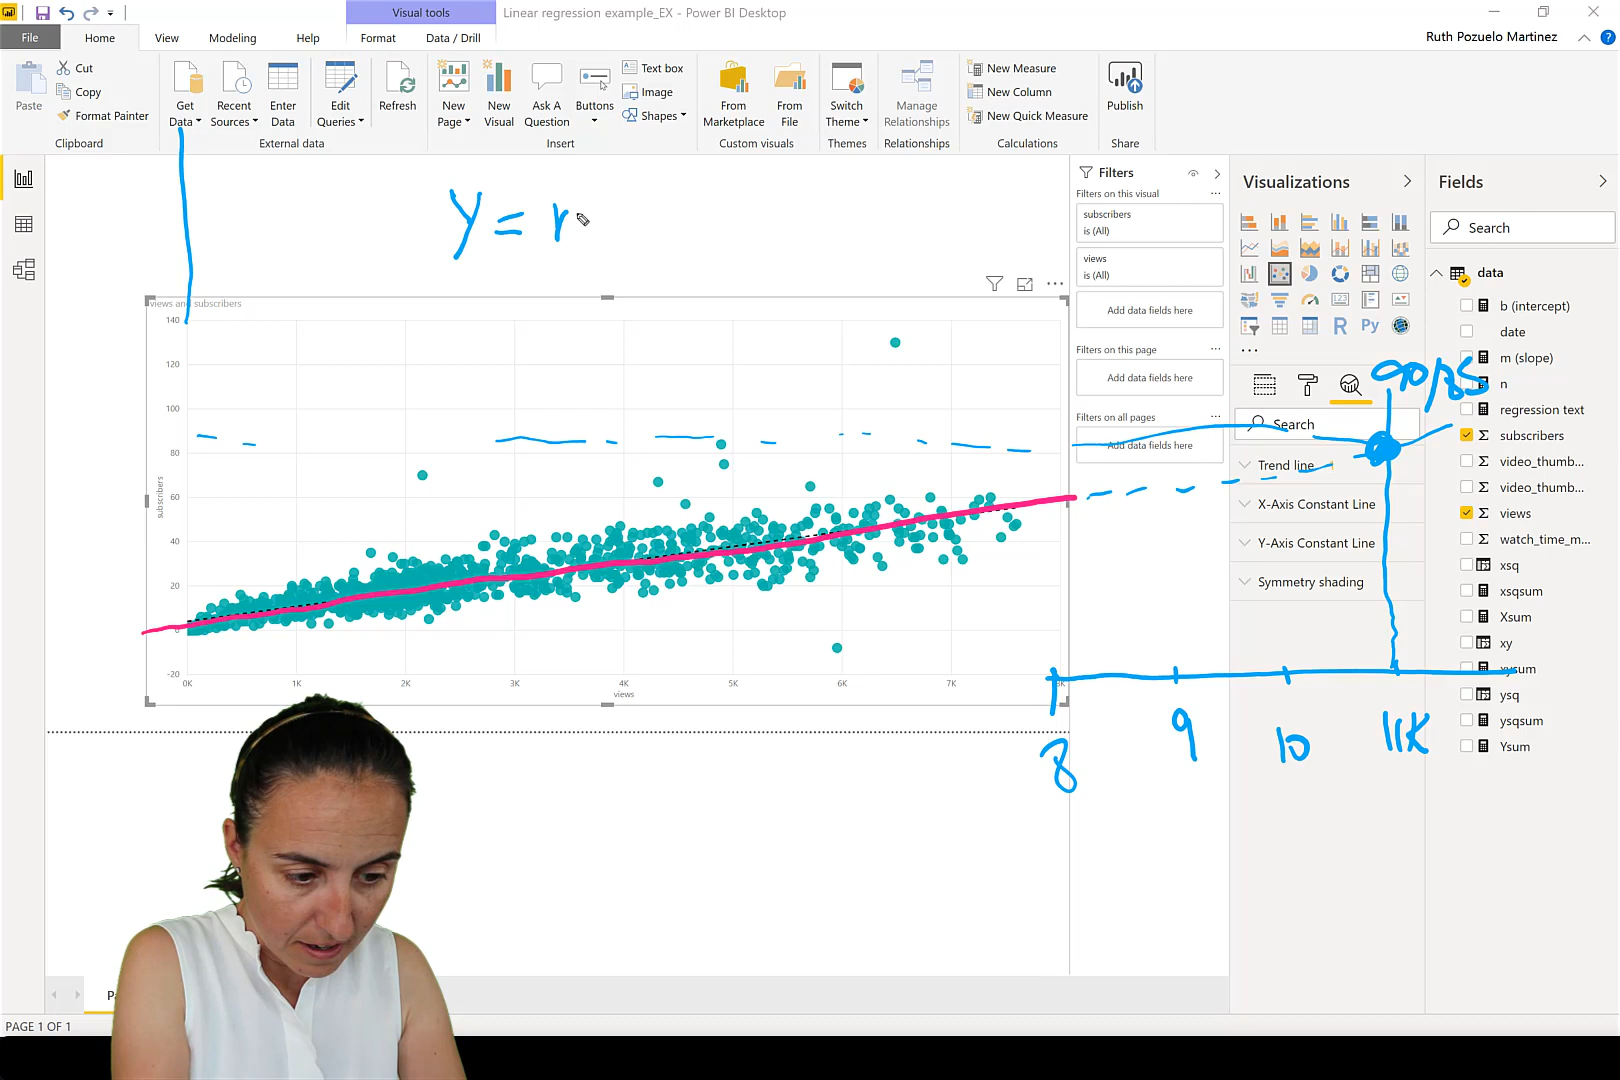 Visual tools
Linear regression example_EX - Power BI Desktop
File Home View Modeling Help Format Data / Drill
Ruth Pozuelo Martinez
Paste
Cut
Copy
Format Painter
Clipboard
Get Data
Recent Sources
Enter Data
Edit Queries
External data
Refresh
New Page
New Visual
Ask A Question
Buttons
Text box
Image
Shapes
Insert
From Marketplace
From File
Custom visuals
Switch Theme
Themes
Manage Relationships
Relationships
New Measure
New Column
New Quick Measure
Calculations
Publish
Share
y = r
views and subscribers
140
120
100
80
60
40
20
0
-20
subscribers
0K 1K 2K 3K 4K 5K 6K 7K
views
8 9 10 11K
Filters
Filters on this visual
subscribers
is (All)
views
is (All)
Add data fields here
Filters on this page
Add data fields here
Filters on all pages
Add data fields here
Visualizations
R Py
90/85
Search
Trend line
X-Axis Constant Line
Y-Axis Constant Line
Symmetry shading
Fields
Search
data
b (intercept)
date
m (slope)
n
regression text
subscribers
video_thumb...
video_thumb...
views
watch_time_m...
xsq
xsqsum
Xsum
xy
xysum
ysq
ysqsum
Ysum
PAGE 1 OF 1